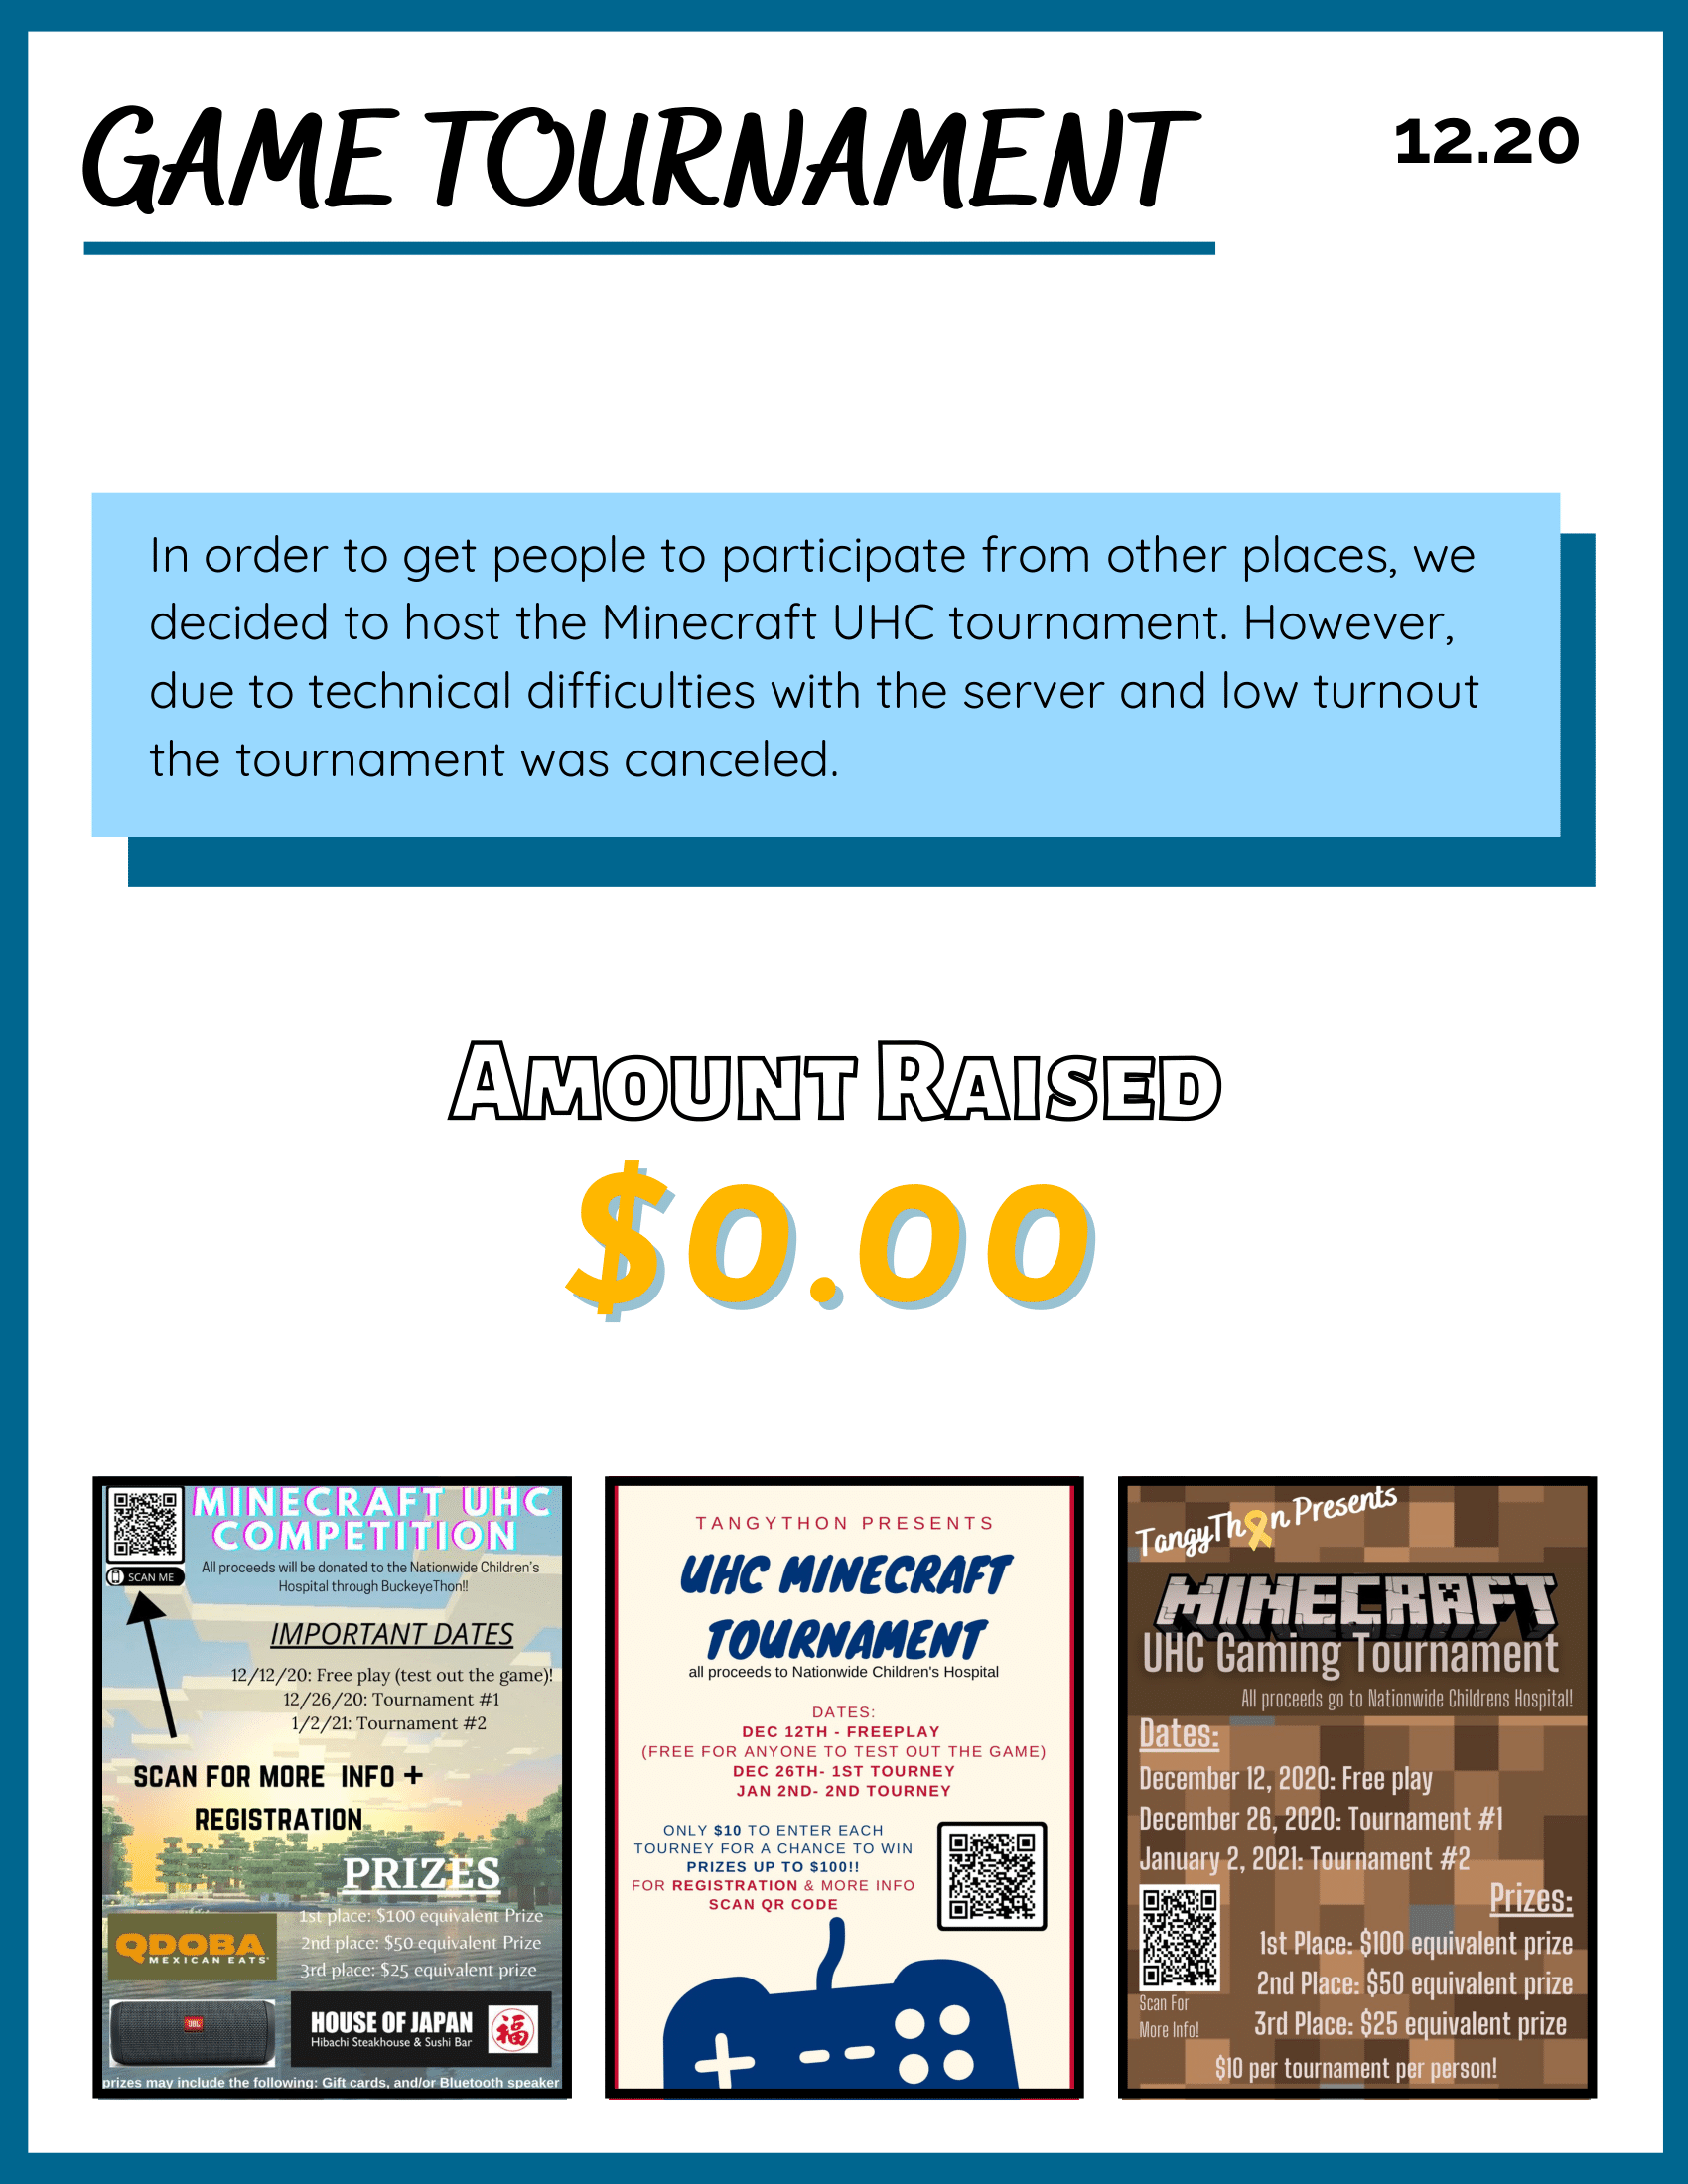 GAME TOURNAMENT
12.20
In order to get people to participate from other places, we
decided to host the Minecraft UHC tournament. However,
due to technical difficulties with the server and low turnout
the tournament was canceled.
AMOUNT RAISED
$0.00
MINECRAFT UHC
COMPETITION
All proceeds will be donated to the Nationwide Children's
Hospital through BuckeyeThon!!
SCAN ME
IMPORTANT DATES
12/12/20: Free play (test out the game)!
12/26/20: Tournament #1
1/2/21: Tournament #2
SCAN FOR MORE INFO +
REGISTRATION
PRIZES
1st place: $100 equivalent Prize
2nd place: $50 equivalent Prize
3rd place: $25 equivalent prize
QDOBA
MEXICAN EATS
JBL
HOUSE OF JAPAN
Hibachi Steakhouse & Sushi Bar
福
prizes may include the following: Gift cards, and/or Bluetooth speaker
TANGYTHON PRESENTS
UHC MINECRAFT
TOURNAMENT
all proceeds to Nationwide Children's Hospital
DATES:
DEC 12TH - FREEPLAY
(FREE FOR ANYONE TO TEST OUT THE GAME)
DEC 26TH- 1ST TOURNEY
JAN 2ND- 2ND TOURNEY
ONLY $10 TO ENTER EACH
TOURNEY FOR A CHANCE TO WIN
PRIZES UP TO $100!!
FOR REGISTRATION & MORE INFO
SCAN QR CODE
TangyThon Presents
MINECRAFT
UHC Gaming Tournament
All proceeds go to Nationwide Childrens Hospital!
Dates:
December 12, 2020: Free play
December 26, 2020: Tournament #1
January 2, 2021: Tournament #2
Prizes:
1st Place: $100 equivalent prize
2nd Place: $50 equivalent prize
3rd Place: $25 equivalent prize
Scan For
More Info!
$10 per tournament per person!